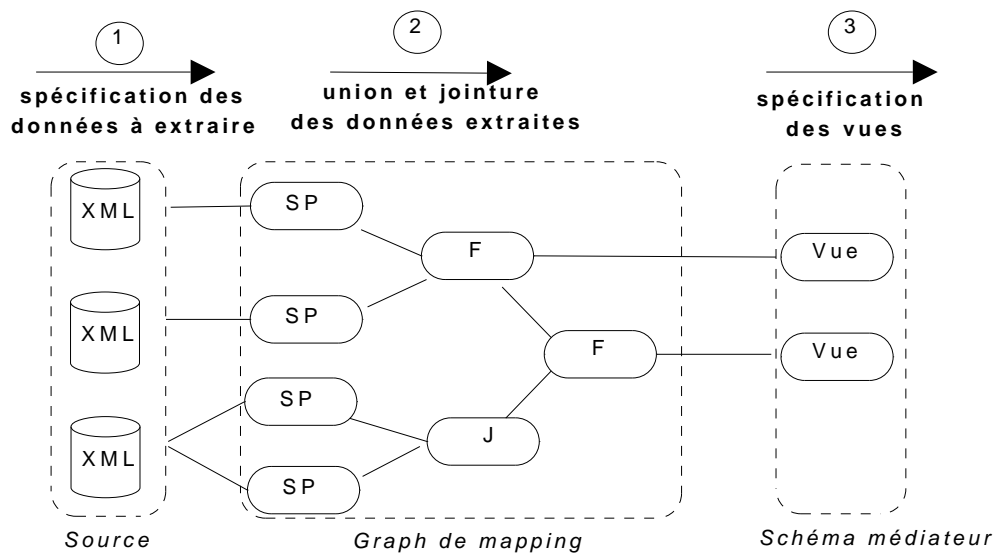 1
2
3
spécification des
données à extraire
union et jointure
des données extraites
spécification
des vues
XML
SP
F
Vue
XML
SP
F
Vue
SP
J
XML
SP
Source
Graph de mapping
Schéma médiateur